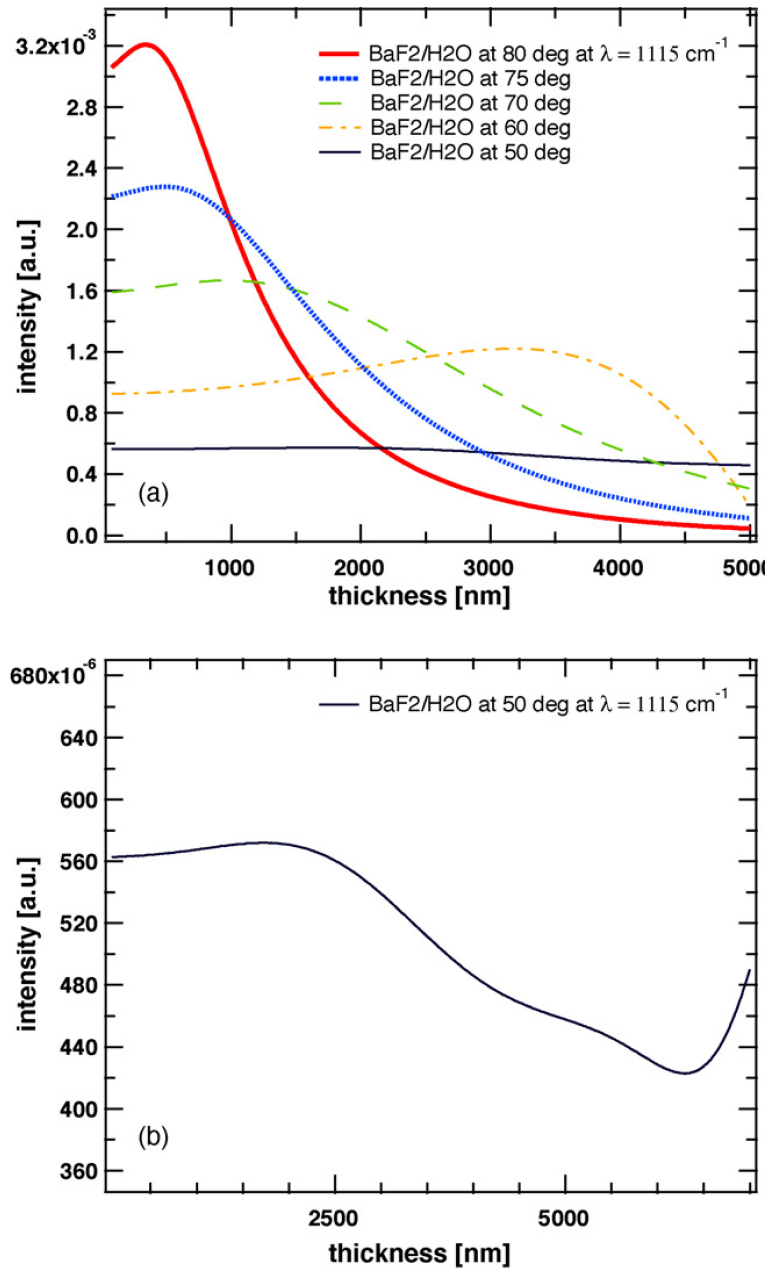 3.2x10-3
2.8
2.4
2.0
1.6
1.2
0.8
0.4
0.0
intensity [a.u.]
BaF2/H2O at 80 deg at λ = 1115 cm-1
BaF2/H2O at 75 deg
BaF2/H2O at 70 deg
BaF2/H2O at 60 deg
BaF2/H2O at 50 deg
(a)
1000 2000 3000 4000 5000
thickness [nm]
680x10-6
640
600
560
520
480
440
400
360
intensity [a.u.]
BaF2/H2O at 50 deg at λ = 1115 cm-1
(b)
2500 5000
thickness [nm]